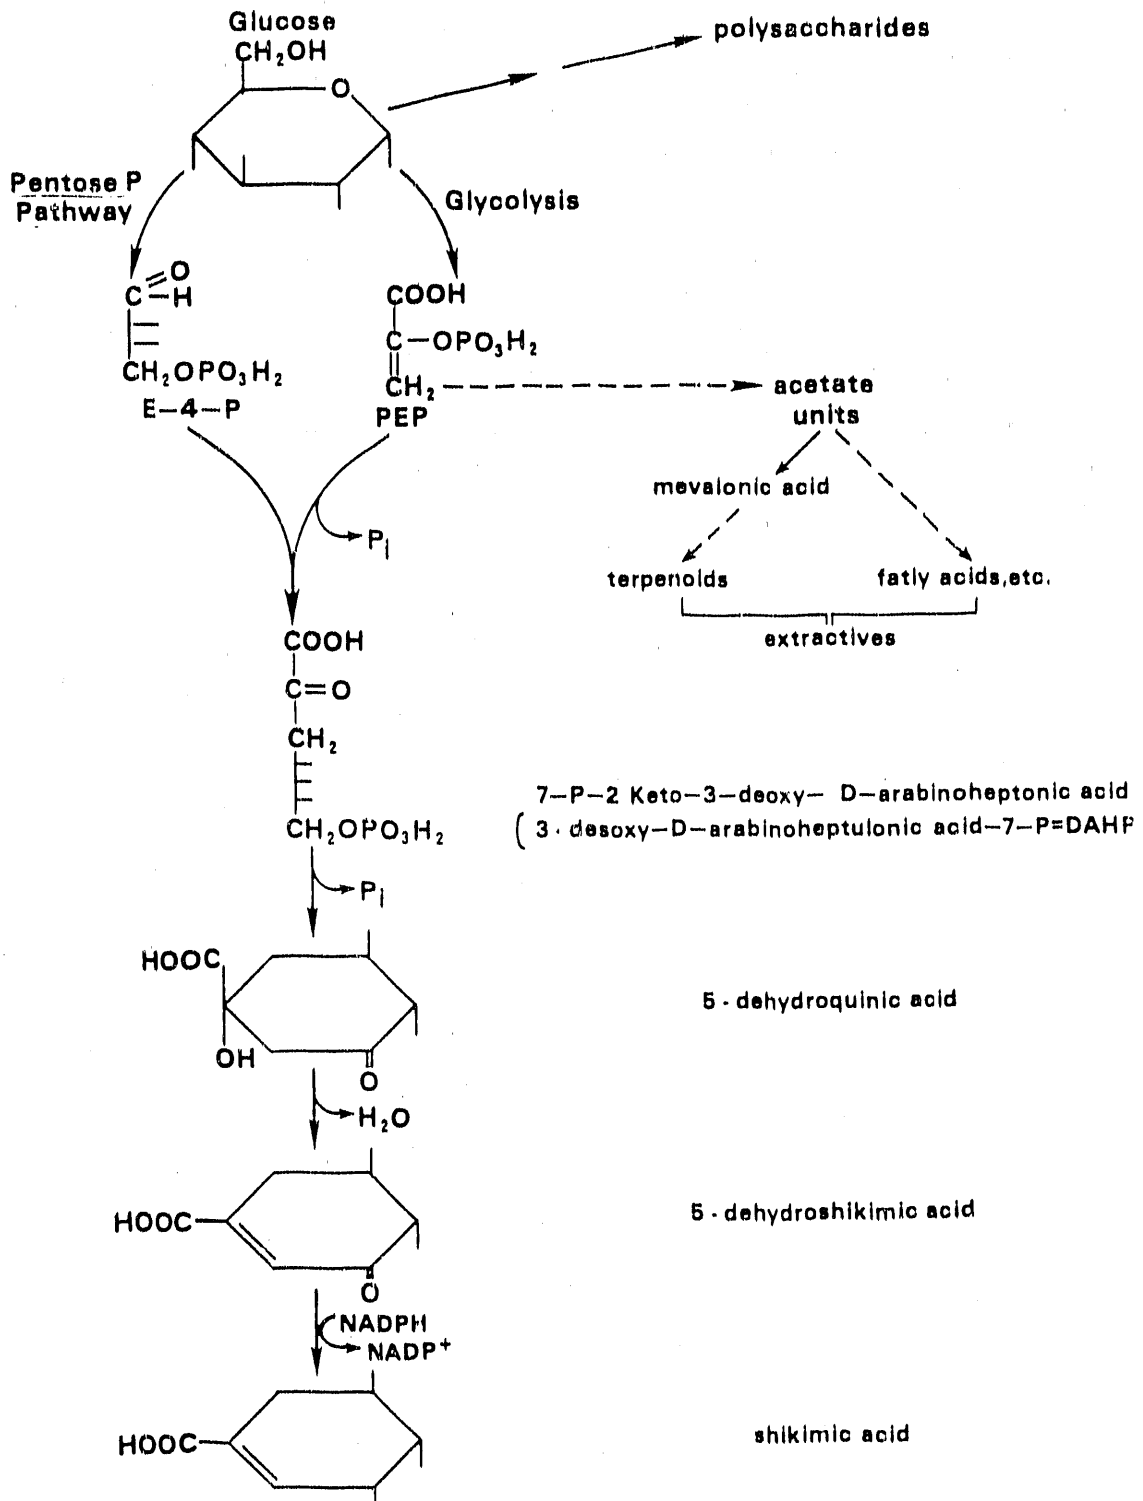 Glucose
CH2OH
O
polysaccharides
Pentose P
Pathway
Glycolysis
C=O
–H
CH2OPO3H2
E–4–P
COOH
C–OPO3H2
CH2
PEP
acetate
units
mevalonic acid
terpenoids
fatly acids,etc.
extractives
Pi
COOH
C=O
CH2
CH2OPO3H2
7–P–2 Keto–3–deoxy– D–arabinoheptonic acid
( 3·desoxy–D–arabinoheptulonic acid–7–P=DAHP
Pi
HOOC
OH
O
5·dehydroquinic acid
H2O
HOOC
O
5·dehydroshikimic acid
NADPH
NADP+
HOOC
shikimic acid